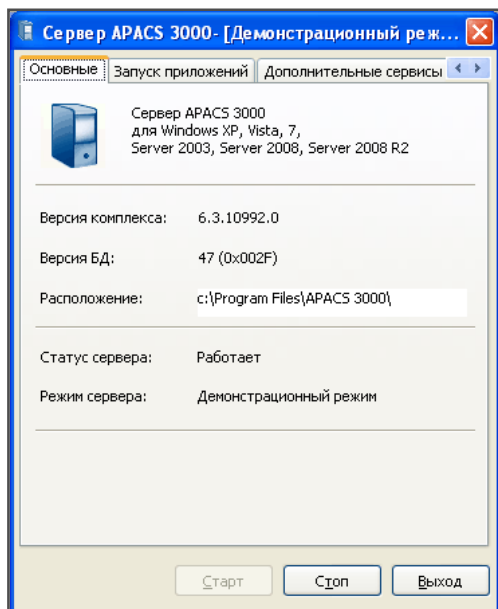 Сервер APACS 3000- [Демонстрационный реж...
Основные
Запуск приложений
Дополнительные сервисы
Сервер APACS 3000
для Windows XP, Vista, 7,
Server 2003, Server 2008, Server 2008 R2
Версия комплекса: 6.3.10992.0
Версия БД: 47 (0x002F)
Расположение: c:\Program Files\APACS 3000\
Статус сервера: Работает
Режим сервера: Демонстрационный режим
Старт Стоп Выход